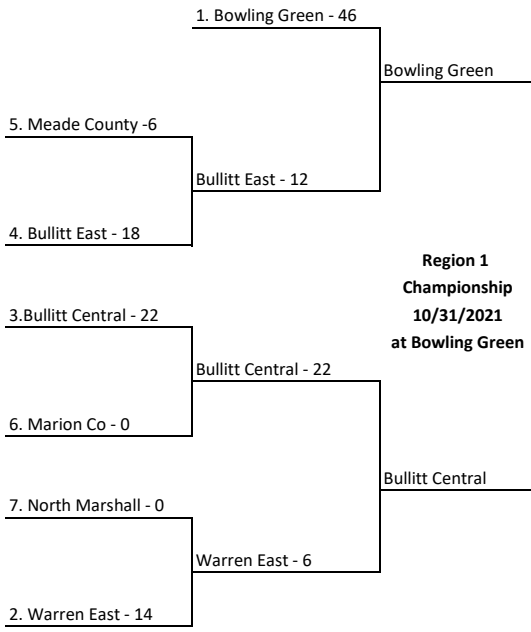 1. Bowling Green - 46
Bowling Green
5. Meade County -6
Bullitt East - 12
4. Bullitt East - 18
Region 1
Championship
10/31/2021
at Bowling Green
3.Bullitt Central - 22
Bullitt Central - 22
6. Marion Co - 0
Bullitt Central
7. North Marshall - 0
Warren East - 6
2. Warren East - 14